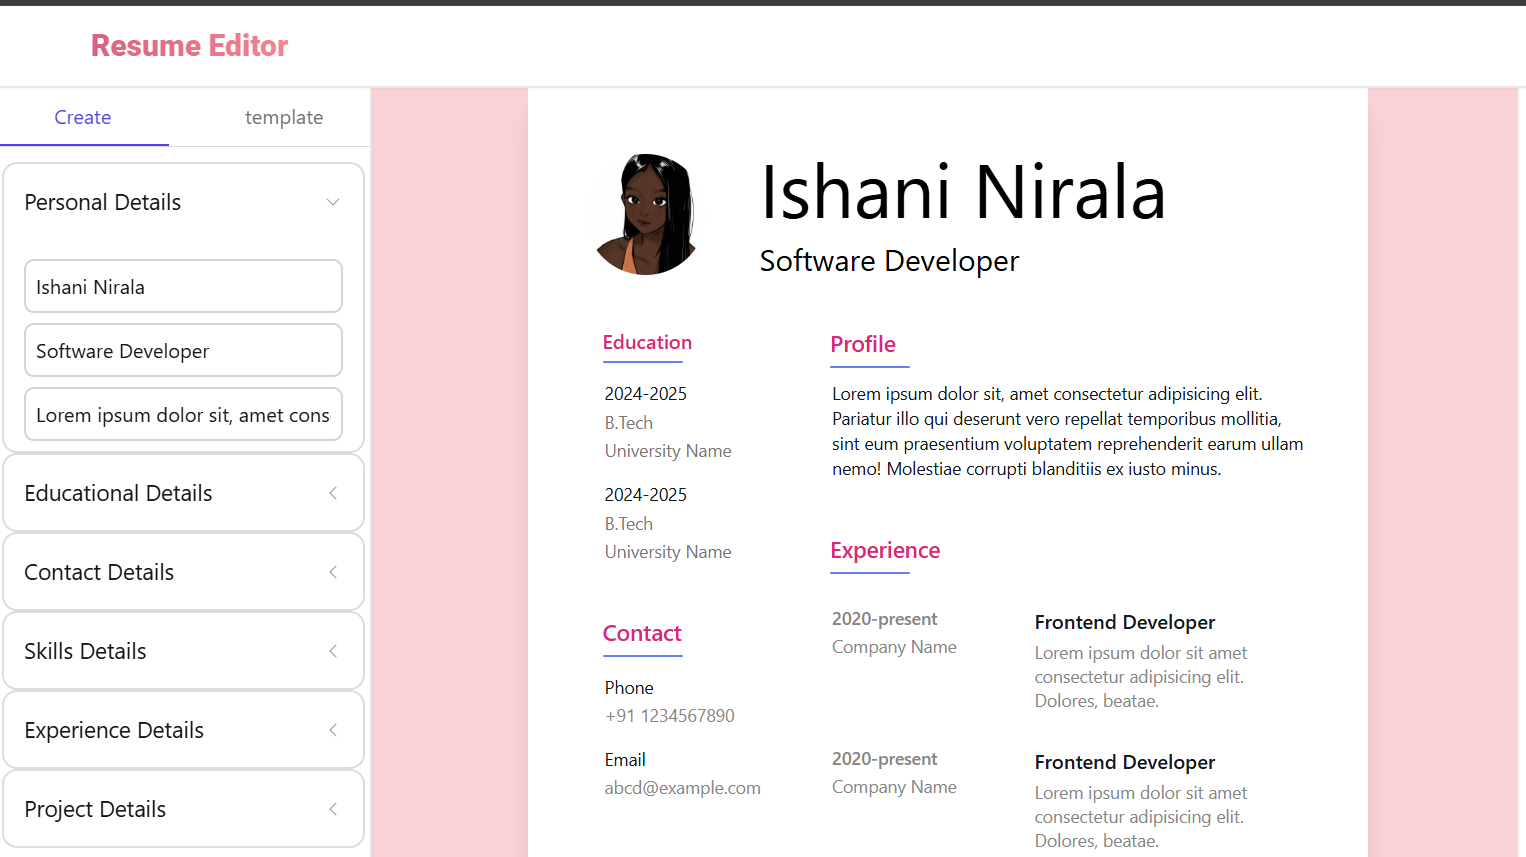 Resume Editor
Create
template
Personal Details
Ishani Nirala
Software Developer
Lorem ipsum dolor sit, amet cons
Educational Details
Contact Details
Skills Details
Experience Details
Project Details
Ishani Nirala
Software Developer
Education
2024-2025
B.Tech
University Name
2024-2025
B.Tech
University Name
Contact
Phone
+91 1234567890
Email
abcd@example.com
Profile
Lorem ipsum dolor sit, amet consectetur adipisicing elit.
Pariatur illo qui deserunt vero repellat temporibus mollitia,
sint eum praesentium voluptatem reprehenderit earum ullam
nemo! Molestiae corrupti blanditiis ex iusto minus.
Experience
2020-present
Company Name
Frontend Developer
Lorem ipsum dolor sit amet
consectetur adipisicing elit.
Dolores, beatae.
2020-present
Company Name
Frontend Developer
Lorem ipsum dolor sit amet
consectetur adipisicing elit.
Dolores, beatae.